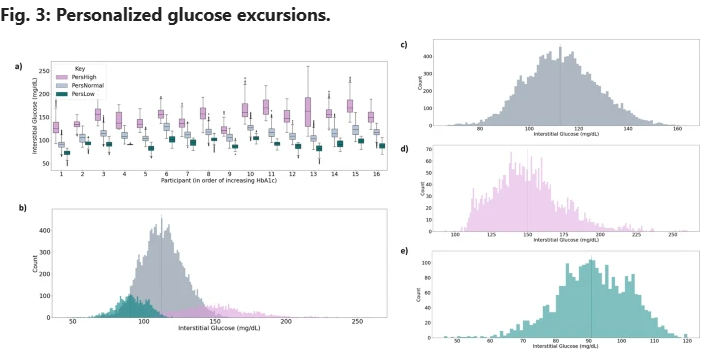 Fig. 3: Personalized glucose excursions.
a)
Key
PersHigh
PersNormal
PersLow
Interstitial Glucose (mg/dL)
250
200
150
100
50
1 2 3 4 5 6 7 8 9 10 11 12 13 14 15 16
Participant (in order of increasing HbA1c)
b)
Count
400
300
200
100
0
50 100 150 200 250
Interstitial Glucose (mg/dL)
c)
Count
400
300
200
100
0
80 100 120 140 160
Interstitial Glucose (mg/dL)
d)
Count
70
60
50
40
30
20
10
0
100 125 150 175 200 225 250
Interstitial Glucose (mg/dL)
e)
Count
100
80
60
40
20
0
50 60 70 80 90 100 110 120
Interstitial Glucose (mg/dL)